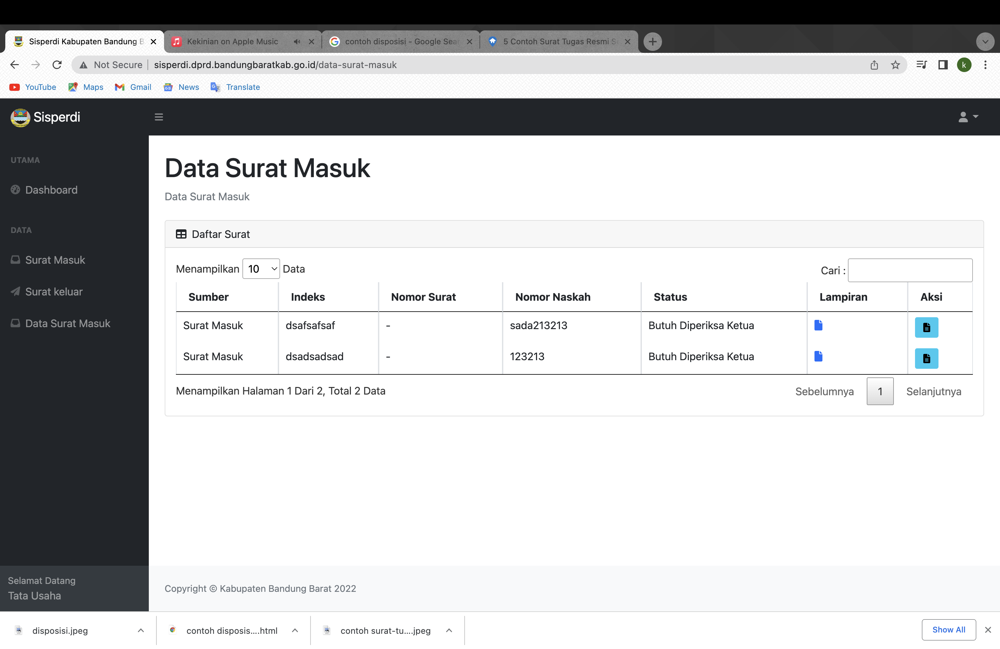 Sisperdi Kabupaten Bandung B
Kekinian on Apple Music
contoh disposisi - Google Sear
5 Contoh Surat Tugas Resmi S
Not Secure
sisperdi.dprd.bandungbaratkab.go.id/data-surat-masuk
k
YouTube
Maps
Gmail
News
Translate
Sisperdi
UTAMA
Dashboard
DATA
Surat Masuk
Surat keluar
Data Surat Masuk
Data Surat Masuk
Data Surat Masuk
Daftar Surat
Menampilkan 10 Data
Cari :
Sumber Indeks Nomor Surat Nomor Naskah Status Lampiran Aksi
Surat Masuk dsafsafsaf - sada213213 Butuh Diperiksa Ketua
Surat Masuk dsadsadsad - 123213 Butuh Diperiksa Ketua
Menampilkan Halaman 1 Dari 2, Total 2 Data
Sebelumnya 1 Selanjutnya
Selamat Datang
Tata Usaha
Copyright © Kabupaten Bandung Barat 2022
disposisi.jpeg
contoh disposis....html
contoh surat-tu....jpeg
Show All